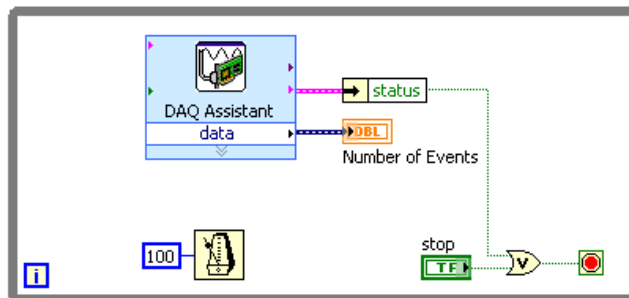 DAQ Assistant
status
data
DBL
Number of Events
100
stop
TF
V
i